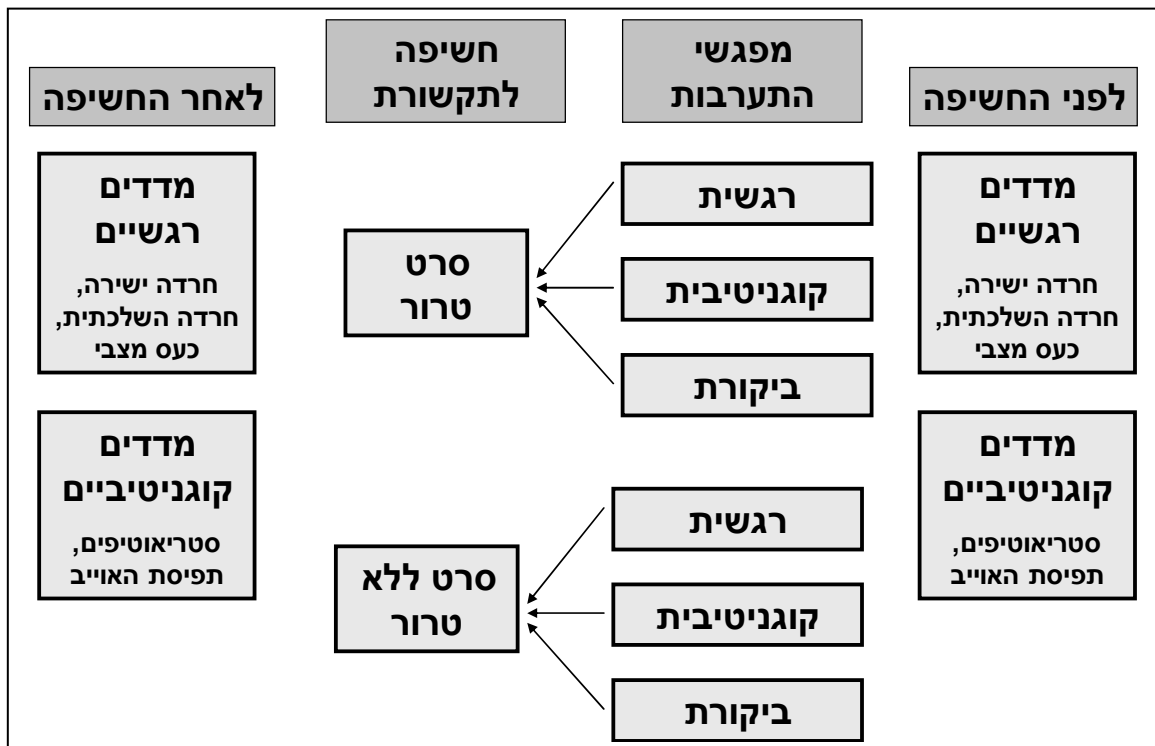 לפני החשיפה
מדדים
רגשיים
חרדה ישירה,
חרדה השלכתית,
כעס מצבי
מדדים
קוגניטיביים
סטריאוטיפים,
תפיסת האוייב
מפגשי
התערבות
רגשית
קוגניטיבית
ביקורת
רגשית
קוגניטיבית
ביקורת
חשיפה
לתקשורת
סרט
טרור
סרט ללא
טרור
לאחר החשיפה
מדדים
רגשיים
חרדה ישירה,
חרדה השלכתית,
כעס מצבי
מדדים
קוגניטיביים
סטריאוטיפים,
תפיסת האוייב